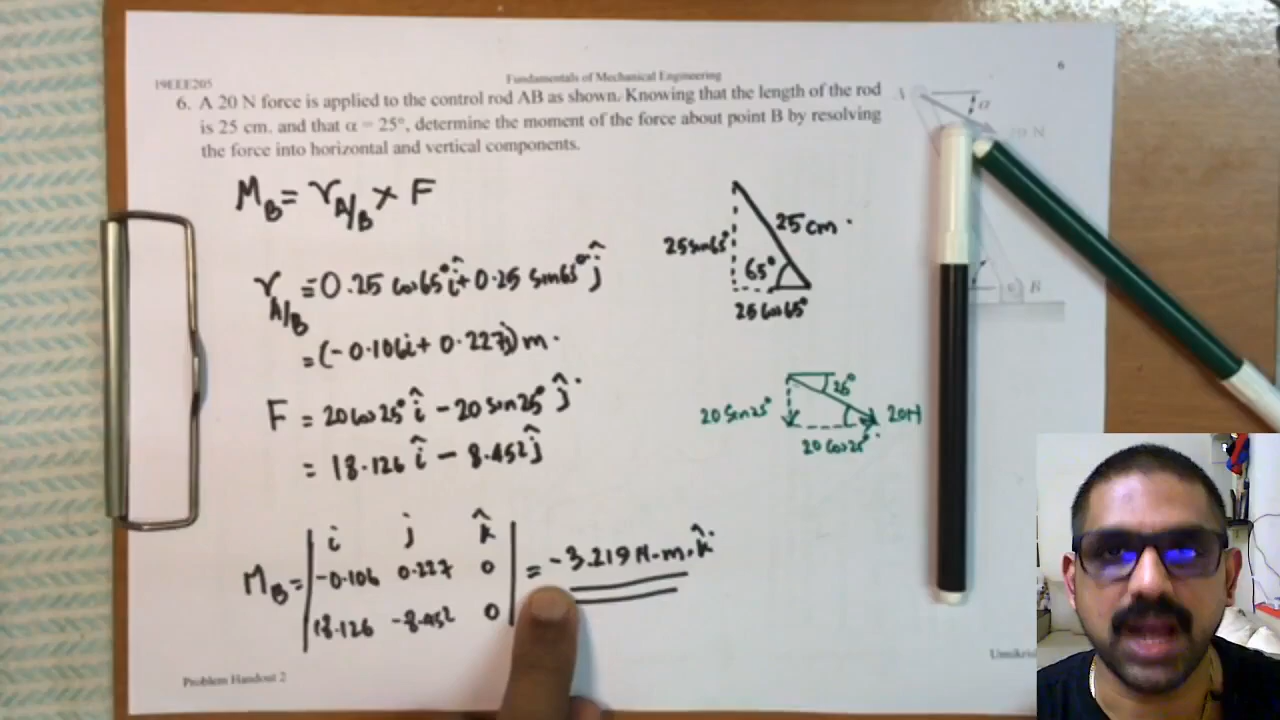 19EEE205
Fundamentals of Mechanical Engineering
6
6. A 20 N force is applied to the control rod AB as shown. Knowing that the length of the rod
is 25 cm. and that α = 25°, determine the moment of the force about point B by resolving
the force into horizontal and vertical components.
A
α
B
M_B = r_A/B × F
r_A/B = 0.25 cos65° î + 0.25 sin65° ĵ
= (-0.106i + 0.227j) m.
F = 20 cos25° î - 20 sin25° ĵ
= 18.126 î - 8.452 ĵ
25 sin65°
25 cm.
65°
25 cos65°
20 sin25°
25°
20N
20 cos25°
M_B = | i j k̂ |
| -0.106 0.227 0 | = -3.219 N.m. k̂
| 18.126 -8.452 0 |
Problem Handout 2